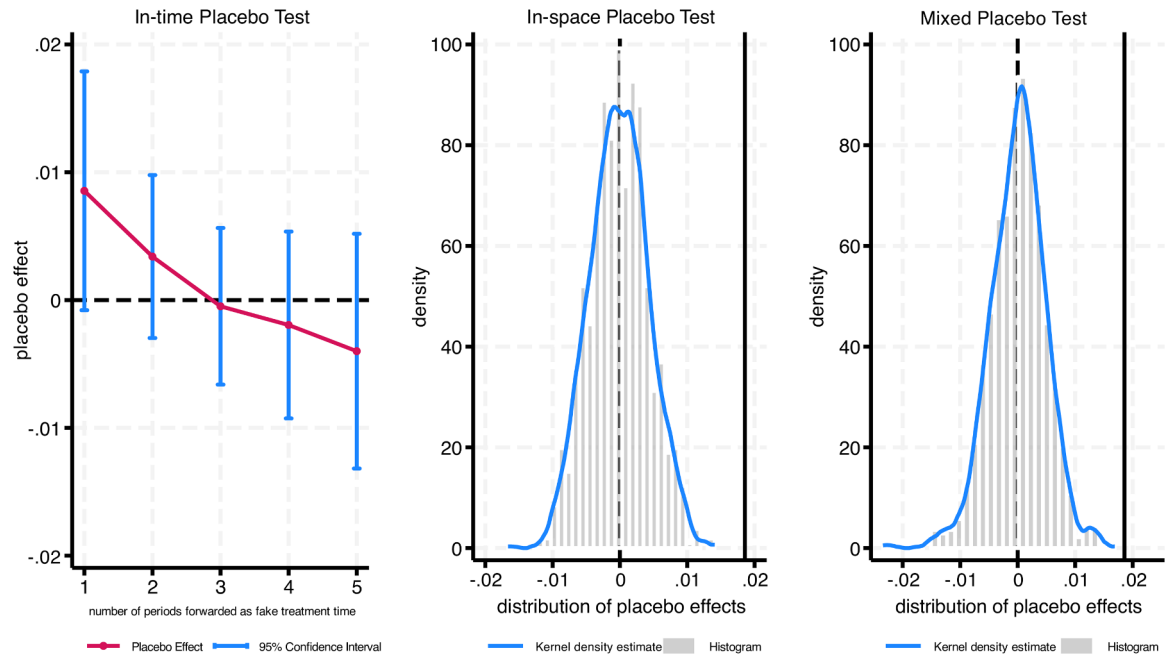 In-time Placebo Test
.02
.01
0
-.01
-.02
placebo effect
1 2 3 4 5
number of periods forwarded as fake treatment time
Placebo Effect 95% Confidence Interval
In-space Placebo Test
100
80
60
40
20
0
density
-.02 -.01 0 .01 .02
distribution of placebo effects
Kernel density estimate Histogram
Mixed Placebo Test
100
80
60
40
20
0
density
-.02 -.01 0 .01 .02
distribution of placebo effects
Kernel density estimate Histogram